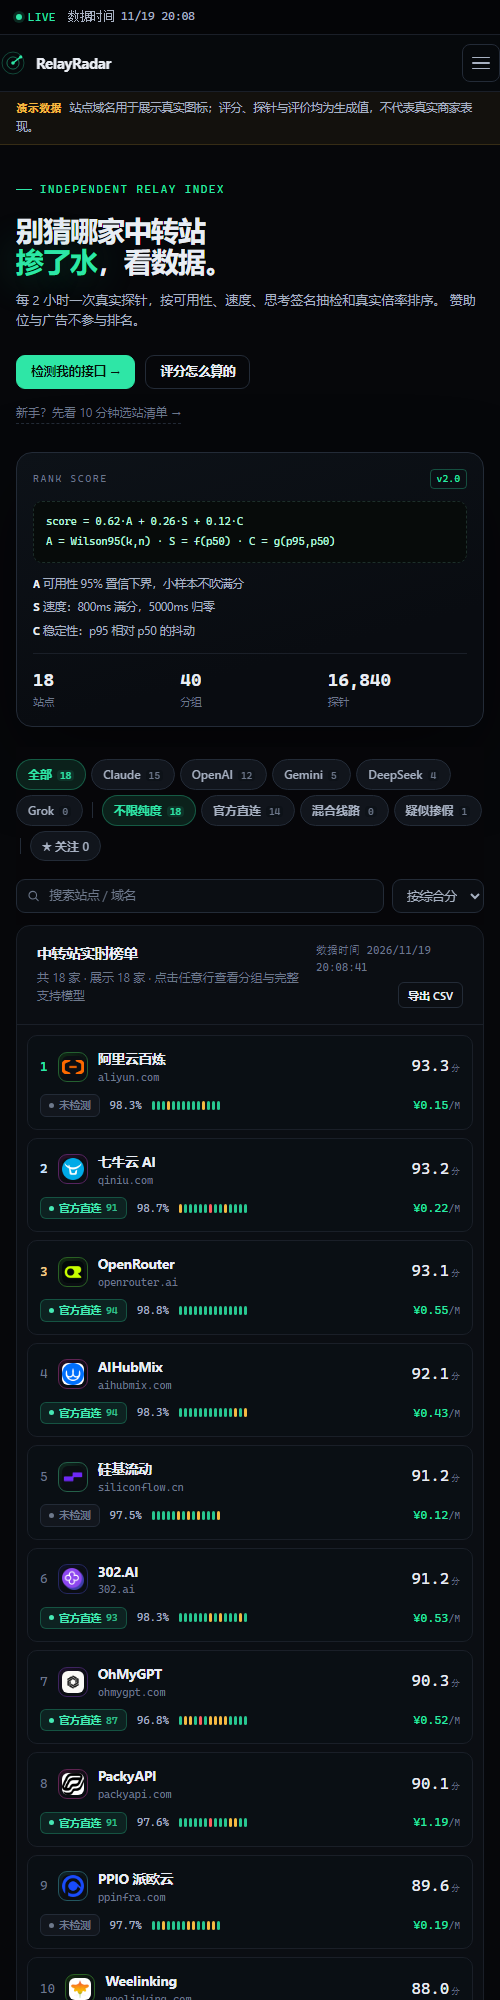 LIVE 数据时间 11/19 20:08
RelayRadar
演示数据 站点域名用于展示真实图标；评分、探针与评价均为生成值，不代表真实商家表
现。
INDEPENDENT RELAY INDEX
别猜哪家中转站
掺了水，看数据。
每 2 小时一次真实探针，按可用性、速度、思考签名抽检和真实倍率排序。 赞助
位与广告不参与排名。
检测我的接口 →
评分怎么算的
新手？先看 10 分钟选站清单 →
RANK SCORE
v2.0
score = 0.62·A + 0.26·S + 0.12·C
A = Wilson95(k,n) · S = f(p50) · C = g(p95,p50)
A 可用性 95% 置信下界，小样本不吹满分
S 速度：800ms 满分，5000ms 归零
C 稳定性：p95 相对 p50 的抖动
18 40 16,840
站点 分组 探针
全部 18 Claude 15 OpenAI 12 Gemini 5 DeepSeek 4
Grok 0 不限纯度 18 官方直连 14 混合线路 0 疑似掺假 1
★ 关注 0
搜索站点 / 域名
按综合分
中转站实时榜单
共 18 家 · 展示 18 家 · 点击任意行查看分组与完整
支持模型
数据时间 2026/11/19
20:08:41
导出 CSV
1 阿里云百炼 93.3分
aliyun.com
未检测 98.3% ¥0.15/M
2 七牛云 AI 93.2分
qiniu.com
官方直连 91 98.7% ¥0.22/M
3 OpenRouter 93.1分
openrouter.ai
官方直连 94 98.8% ¥0.55/M
4 AIHubMix 92.1分
aihubmix.com
官方直连 94 98.3% ¥0.43/M
5 硅基流动 91.2分
siliconflow.cn
未检测 97.5% ¥0.12/M
6 302.AI 91.2分
302.ai
官方直连 93 98.3% ¥0.53/M
7 OhMyGPT 90.3分
ohmygpt.com
官方直连 87 96.8% ¥0.52/M
8 PackyAPI 90.1分
packyapi.com
官方直连 91 97.6% ¥1.19/M
9 PPIO 派欧云 89.6分
ppinfra.com
未检测 97.7% ¥0.19/M
10 Weelinking 88.0分
weelinking.com